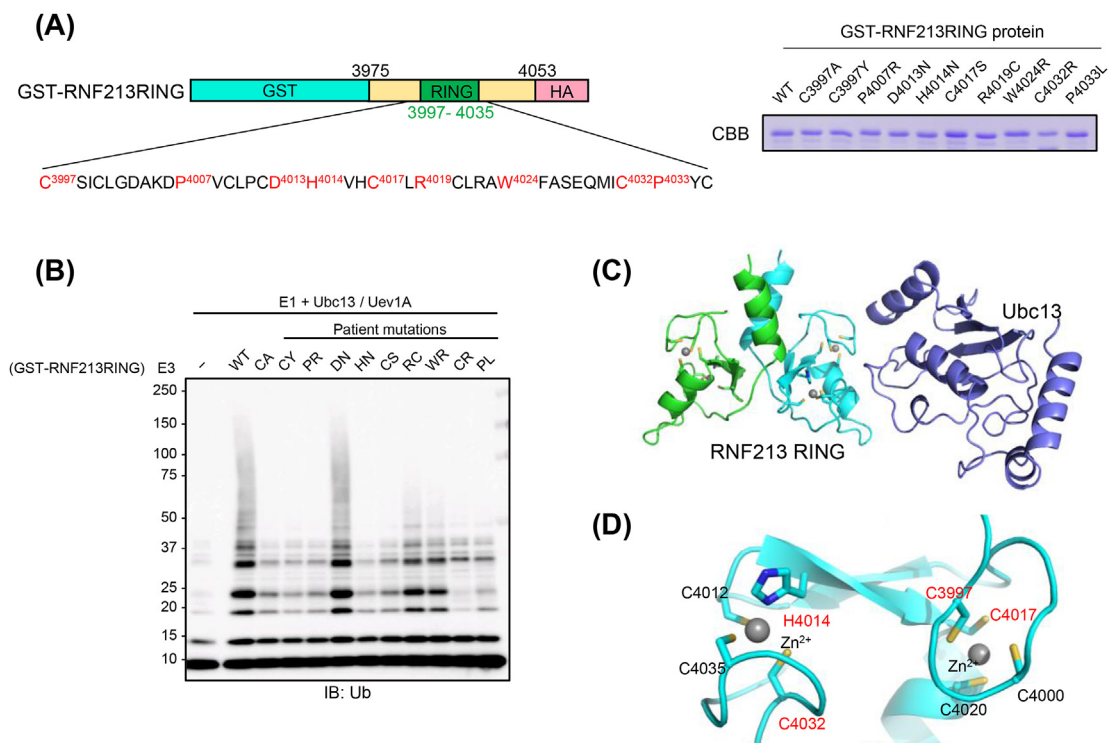 (A)
GST-RNF213RING protein
WT C3997A C3997Y P4007R D4013N H4014N C4017S R4019C W4024R C4032R P4033L
CBB
3975 4053
GST-RNF213RING GST RING HA
3997- 4035
C3997SICLGDAKDP4007VCLPCD4013H4014VHC4017LR4019CLRAW4024FASEQMIC4032P4033YC
(B)
E1 + Ubc13 / Uev1A
Patient mutations
(GST-RNF213RING) E3 – WT CA CY PR DN HN CS RC WR CR PL
250
150
100
75
50
37
25
20
15
10
IB: Ub
(C)
Ubc13
RNF213 RING
(D)
C4012
H4014
Zn2+
C4035
C4032
C3997
C4017
Zn2+
C4020
C4000